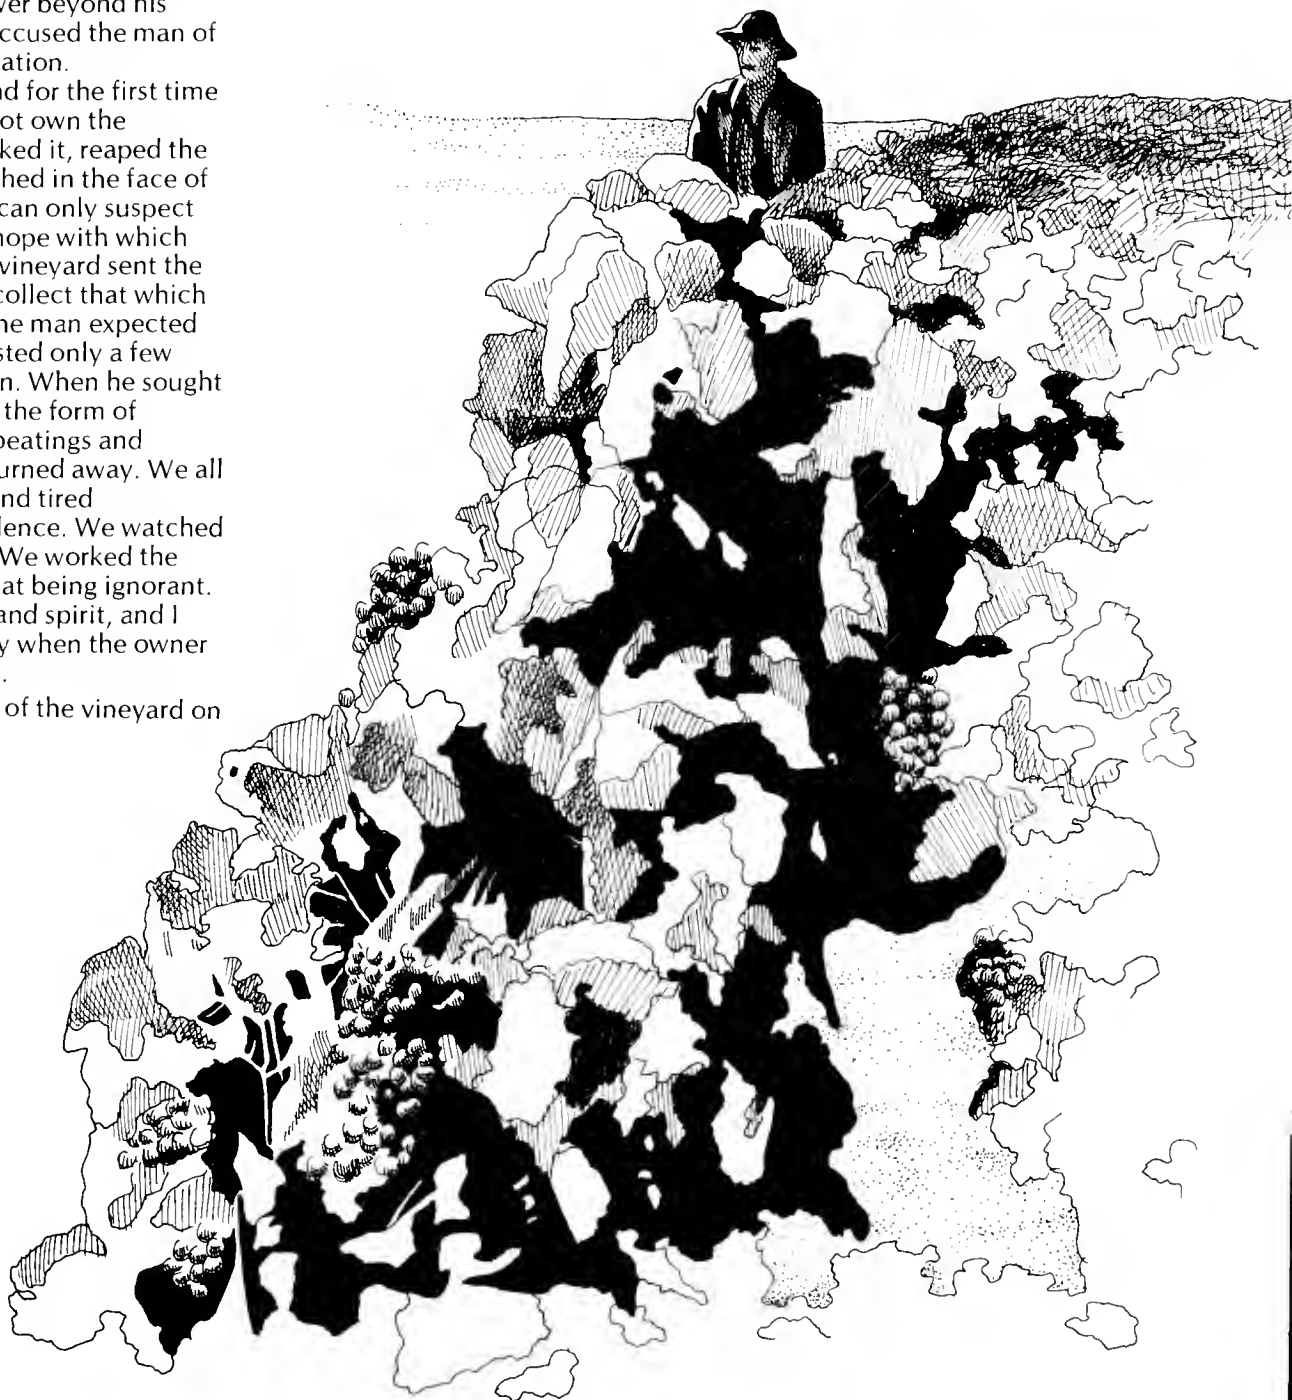 ver beyond his
ccused the man of
ation.
nd for the first time
ot own the
ked it, reaped the
hed in the face of
can only suspect
hope with which
vineyard sent the
collect that which
he man expected
sted only a few
n. When he sought
the form of
beatings and
urned away. We all
nd tired
lence. We watched
We worked the
at being ignorant.
and spirit, and I
y when the owner
.
of the vineyard on